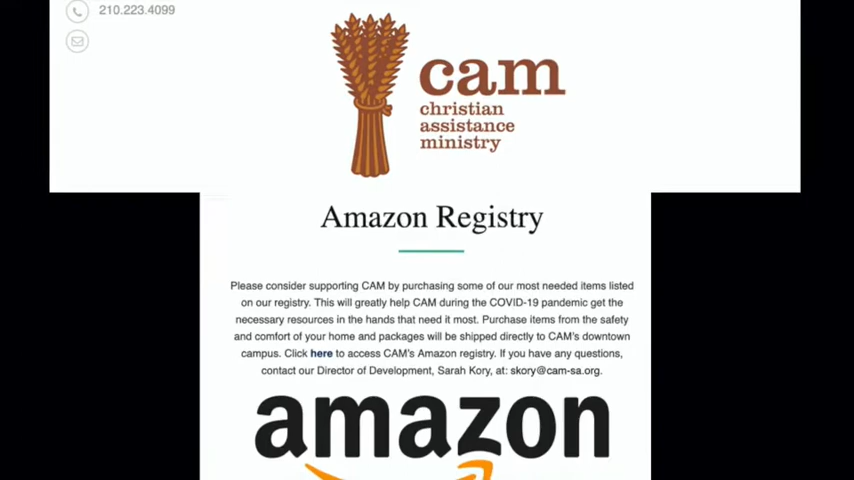 210.223.4099
cam
christian
assistance
ministry
Amazon Registry
Please consider supporting CAM by purchasing some of our most needed items listed
on our registry. This will greatly help CAM during the COVID-19 pandemic get the
necessary resources in the hands that need it most. Purchase items from the safety
and comfort of your home and packages will be shipped directly to CAM's downtown
campus. Click here to access CAM's Amazon registry. If you have any questions,
contact our Director of Development, Sarah Kory, at: skory@cam-sa.org.
amazon